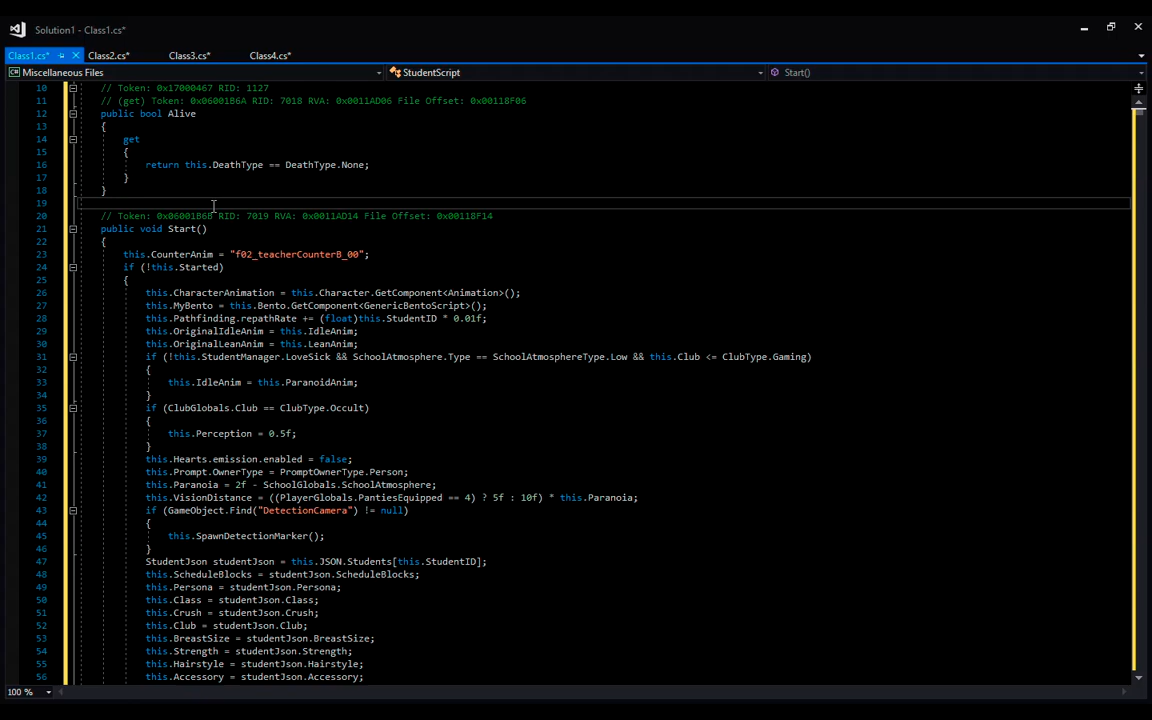 Solution1 - Class1.cs*
Class1.cs*
Class2.cs*
Class3.cs*
Class4.cs*
Miscellaneous Files
StudentScript
Start()
10 // Token: 0x17000467 RID: 1127
11 // (get) Token: 0x06001B6A RID: 7018 RVA: 0x0011AD06 File Offset: 0x00118F06
12 public bool Alive
13 {
14 get
15 {
16 return this.DeathType == DeathType.None;
17 }
18 }
19
20 // Token: 0x06001B6B RID: 7019 RVA: 0x0011AD14 File Offset: 0x00118F14
21 public void Start()
22 {
23 this.CounterAnim = "f02_teacherCounterB_00";
24 if (!this.Started)
25 {
26 this.CharacterAnimation = this.Character.GetComponent<Animation>();
27 this.MyBento = this.Bento.GetComponent<GenericBentoScript>();
28 this.Pathfinding.repathRate += (float)this.StudentID * 0.01f;
29 this.OriginalIdleAnim = this.IdleAnim;
30 this.OriginalLeanAnim = this.LeanAnim;
31 if (!this.StudentManager.LoveSick && SchoolAtmosphere.Type == SchoolAtmosphereType.Low && this.Club <= ClubType.Gaming)
32 {
33 this.IdleAnim = this.ParanoidAnim;
34 }
35 if (ClubGlobals.Club == ClubType.Occult)
36 {
37 this.Perception = 0.5f;
38 }
39 this.Hearts.emission.enabled = false;
40 this.Prompt.OwnerType = PromptOwnerType.Person;
41 this.Paranoia = 2f - SchoolGlobals.SchoolAtmosphere;
42 this.VisionDistance = ((PlayerGlobals.PantiesEquipped == 4) ? 5f : 10f) * this.Paranoia;
43 if (GameObject.Find("DetectionCamera") != null)
44 {
45 this.SpawnDetectionMarker();
46 }
47 StudentJson studentJson = this.JSON.Students[this.StudentID];
48 this.ScheduleBlocks = studentJson.ScheduleBlocks;
49 this.Persona = studentJson.Persona;
50 this.Class = studentJson.Class;
51 this.Crush = studentJson.Crush;
52 this.Club = studentJson.Club;
53 this.BreastSize = studentJson.BreastSize;
54 this.Strength = studentJson.Strength;
55 this.Hairstyle = studentJson.Hairstyle;
56 this.Accessory = studentJson.Accessory;
100 %